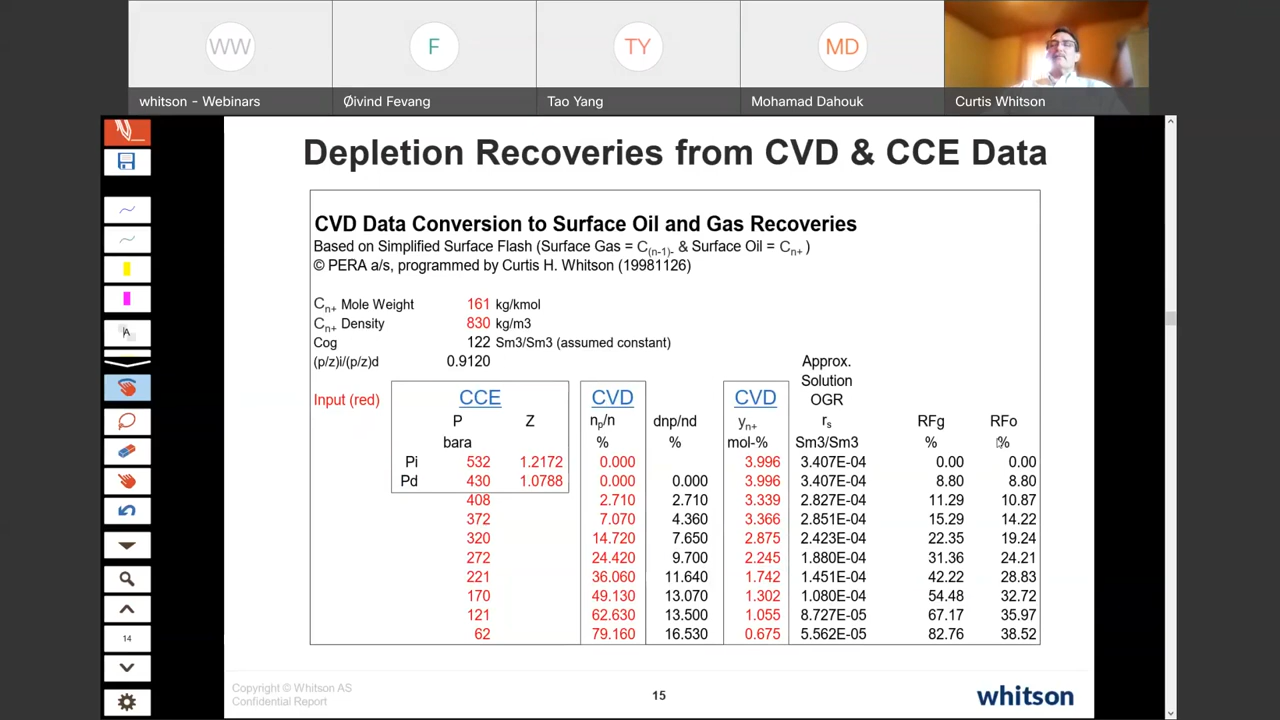 WW
F
TY
MD
whitson - Webinars
Øivind Fevang
Tao Yang
Mohamad Dahouk
Curtis Whitson
Depletion Recoveries from CVD & CCE Data
CVD Data Conversion to Surface Oil and Gas Recoveries
Based on Simplified Surface Flash (Surface Gas = C(n-1)- & Surface Oil = Cn+ )
© PERA a/s, programmed by Curtis H. Whitson (19981126)
Cn+ Mole Weight 161 kg/kmol
Cn+ Density 830 kg/m3
Cog 122 Sm3/Sm3 (assumed constant)
(p/z)i/(p/z)d 0.9120 Approx.
Solution
Input (red) CCE CVD CVD OGR
P Z np/n dnp/nd yn+ rs RFg RFo
bara % % mol-% Sm3/Sm3 % %
Pi 532 1.2172 0.000 3.996 3.407E-04 0.00 0.00
Pd 430 1.0788 0.000 0.000 3.996 3.407E-04 8.80 8.80
408 2.710 2.710 3.339 2.827E-04 11.29 10.87
372 7.070 4.360 3.366 2.851E-04 15.29 14.22
320 14.720 7.650 2.875 2.423E-04 22.35 19.24
272 24.420 9.700 2.245 1.880E-04 31.36 24.21
221 36.060 11.640 1.742 1.451E-04 42.22 28.83
170 49.130 13.070 1.302 1.080E-04 54.48 32.72
121 62.630 13.500 1.055 8.727E-05 67.17 35.97
62 79.160 16.530 0.675 5.562E-05 82.76 38.52
A
14
Copyright © Whitson AS
Confidential Report
15
whitson